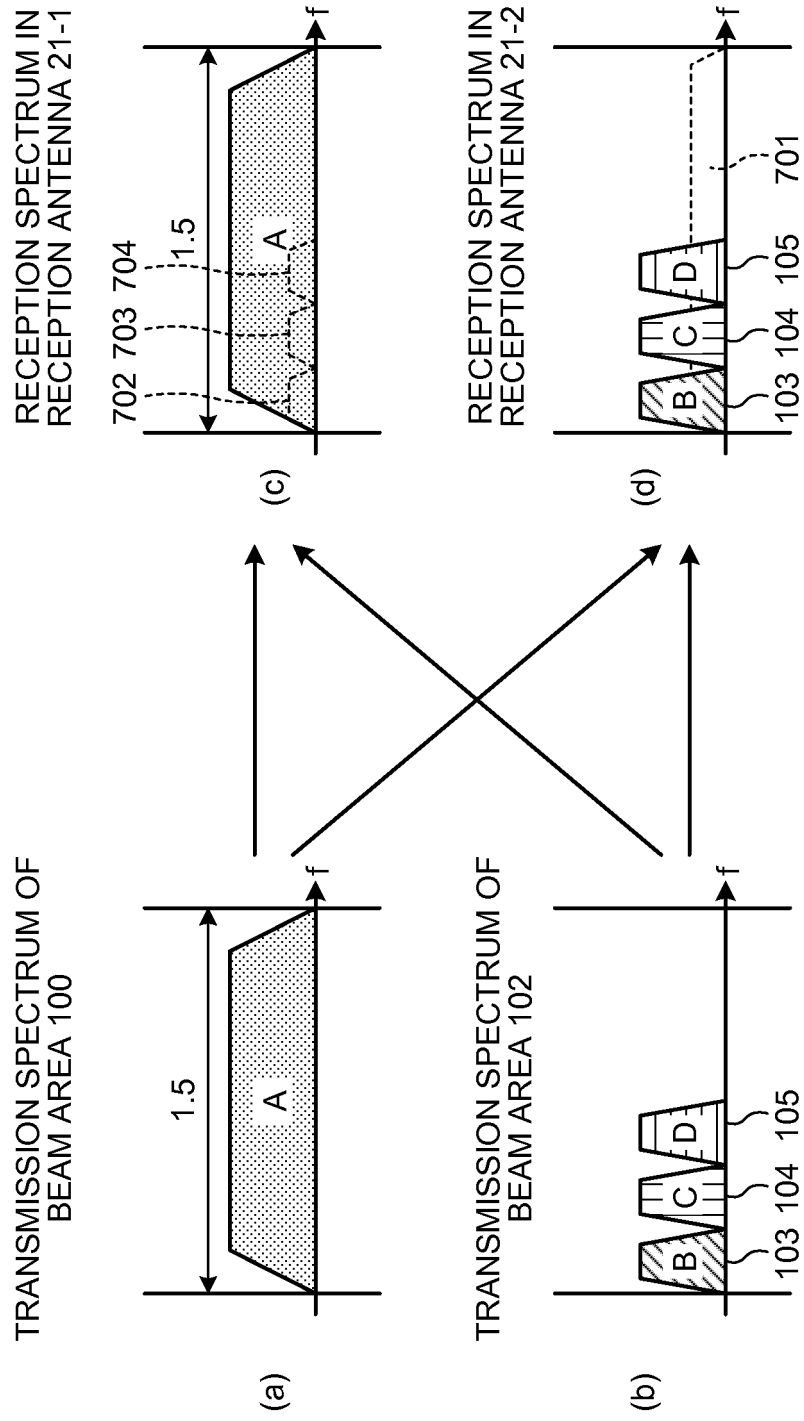 TRANSMISSION SPECTRUM OF
BEAM AREA 100
(a)
1.5
A
f
TRANSMISSION SPECTRUM OF
BEAM AREA 102
(b)
B
C
D
f
103
104
105
RECEPTION SPECTRUM IN
RECEPTION ANTENNA 21-1
702
703
704
(c)
1.5
A
f
RECEPTION SPECTRUM IN
RECEPTION ANTENNA 21-2
(d)
B
C
D
f
103
104
105
701